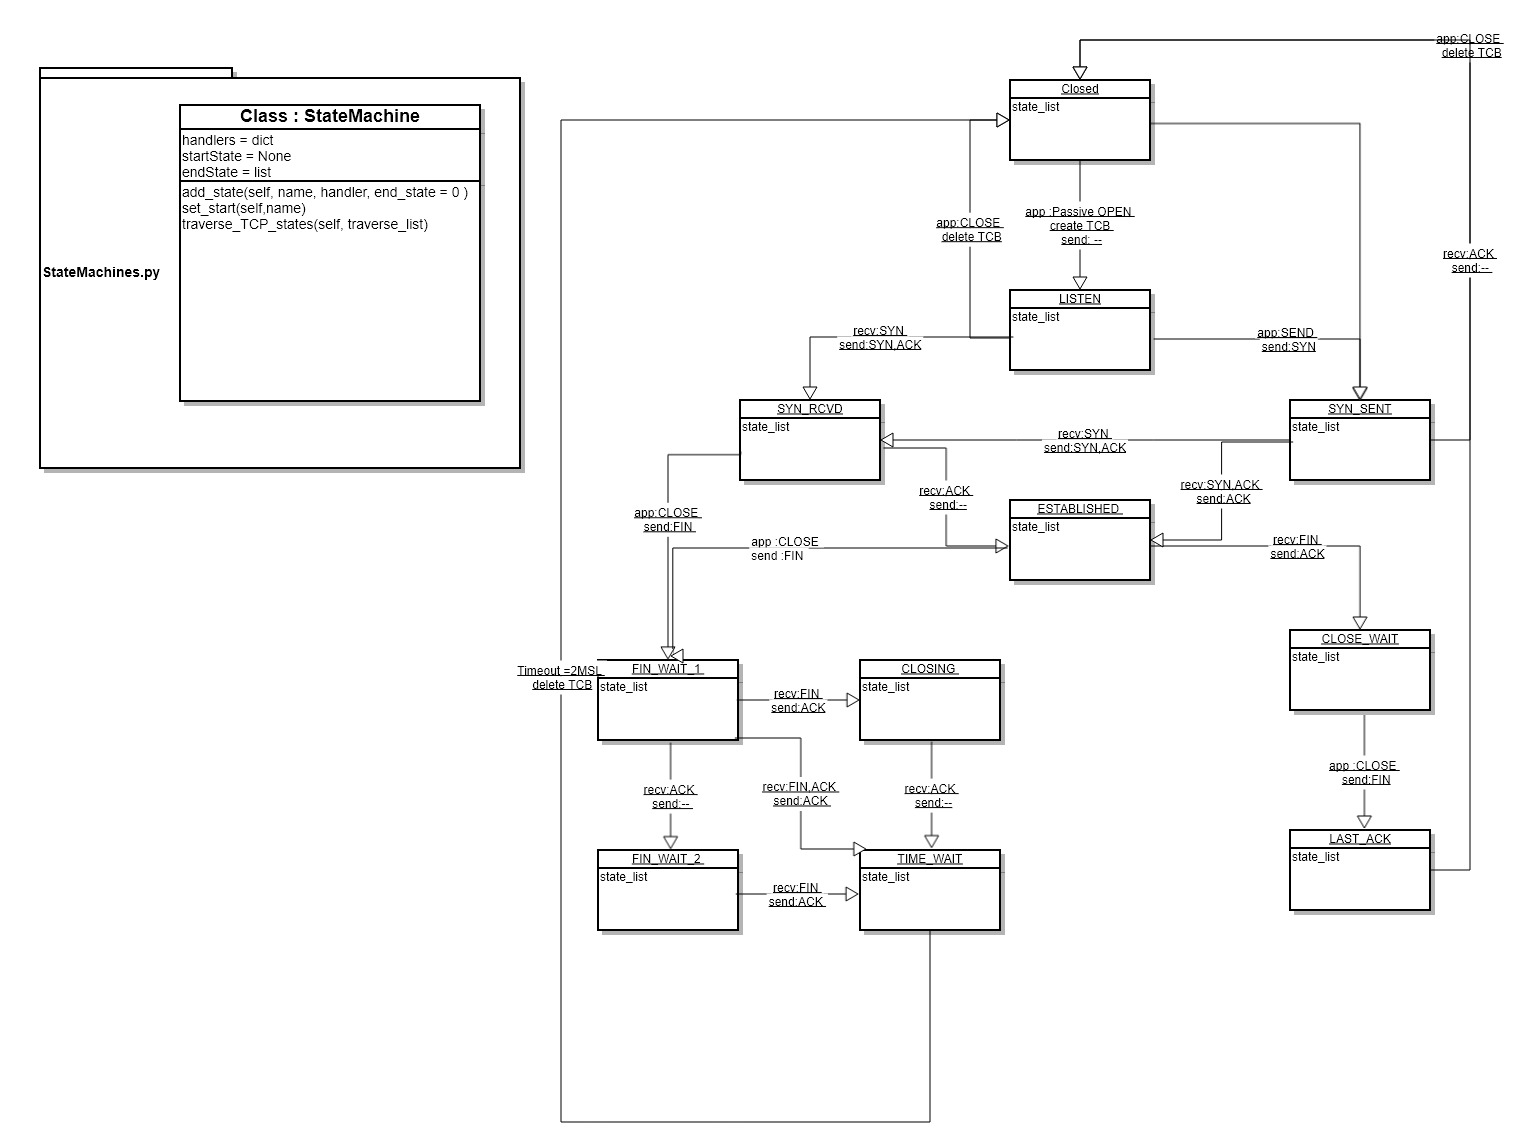 StateMachines.py
Class : StateMachine
handlers = dict
startState = None
endState = list
add_state(self, name, handler, end_state = 0 )
set_start(self,name)
traverse_TCP_states(self, traverse_list)
app:CLOSE
delete TCB
Closed
state_list
app :Passive OPEN
create TCB
send: --
app:CLOSE
delete TCB
recv:ACK
send:--
LISTEN
state_list
recv:SYN
send:SYN,ACK
app:SEND
send:SYN
SYN_RCVD
state_list
SYN_SENT
state_list
recv:SYN
send:SYN,ACK
recv:ACK
send:--
recv:SYN,ACK
send:ACK
ESTABLISHED
state_list
app:CLOSE
send:FIN
app :CLOSE
send :FIN
recv:FIN
send:ACK
CLOSE_WAIT
state_list
Timeout =2MSL
delete TCB
FIN_WAIT_1
state_list
recv:FIN
send:ACK
CLOSING
state_list
app :CLOSE
send:FIN
recv:ACK
send:--
recv:FIN,ACK
send:ACK
recv:ACK
send:--
LAST_ACK
state_list
FIN_WAIT_2
state_list
recv:FIN
send:ACK
TIME_WAIT
state_list